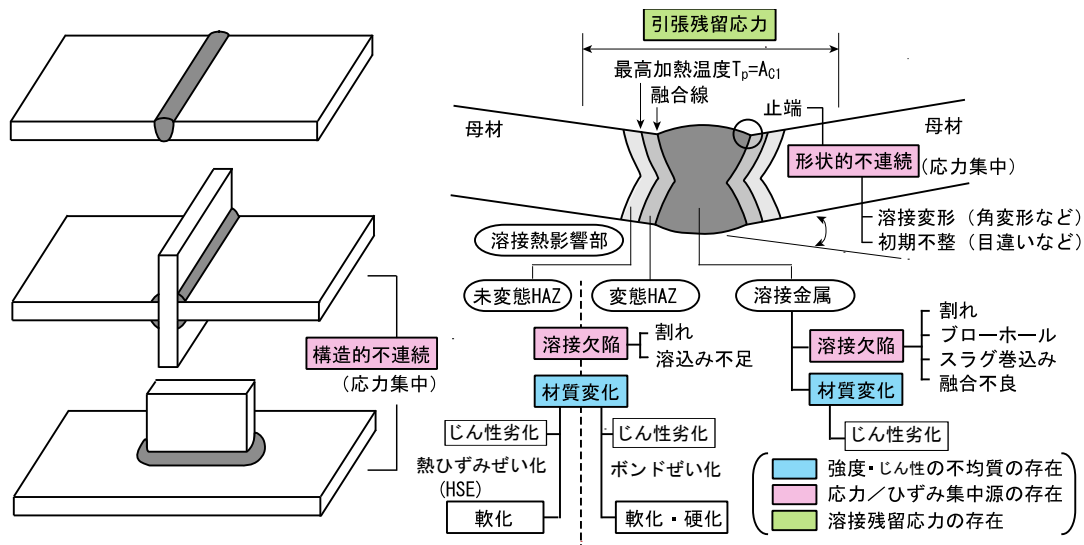 引張残留応力
最高加熱温度Tp=AC1
融合線
止端
母材
母材
形状的不連続
(応力集中)
溶接変形（角変形など）
初期不整（目違いなど）
溶接熱影響部
未変態HAZ
変態HAZ
溶接金属
構造的不連続
(応力集中)
溶接欠陥
割れ
溶込み不足
材質変化
じん性劣化
熱ひずみぜい化
(HSE)
軟化
じん性劣化
ボンドぜい化
軟化・硬化
溶接欠陥
割れ
ブローホール
スラグ巻込み
融合不良
材質変化
じん性劣化
強度・じん性の不均質の存在
応力／ひずみ集中源の存在
溶接残留応力の存在